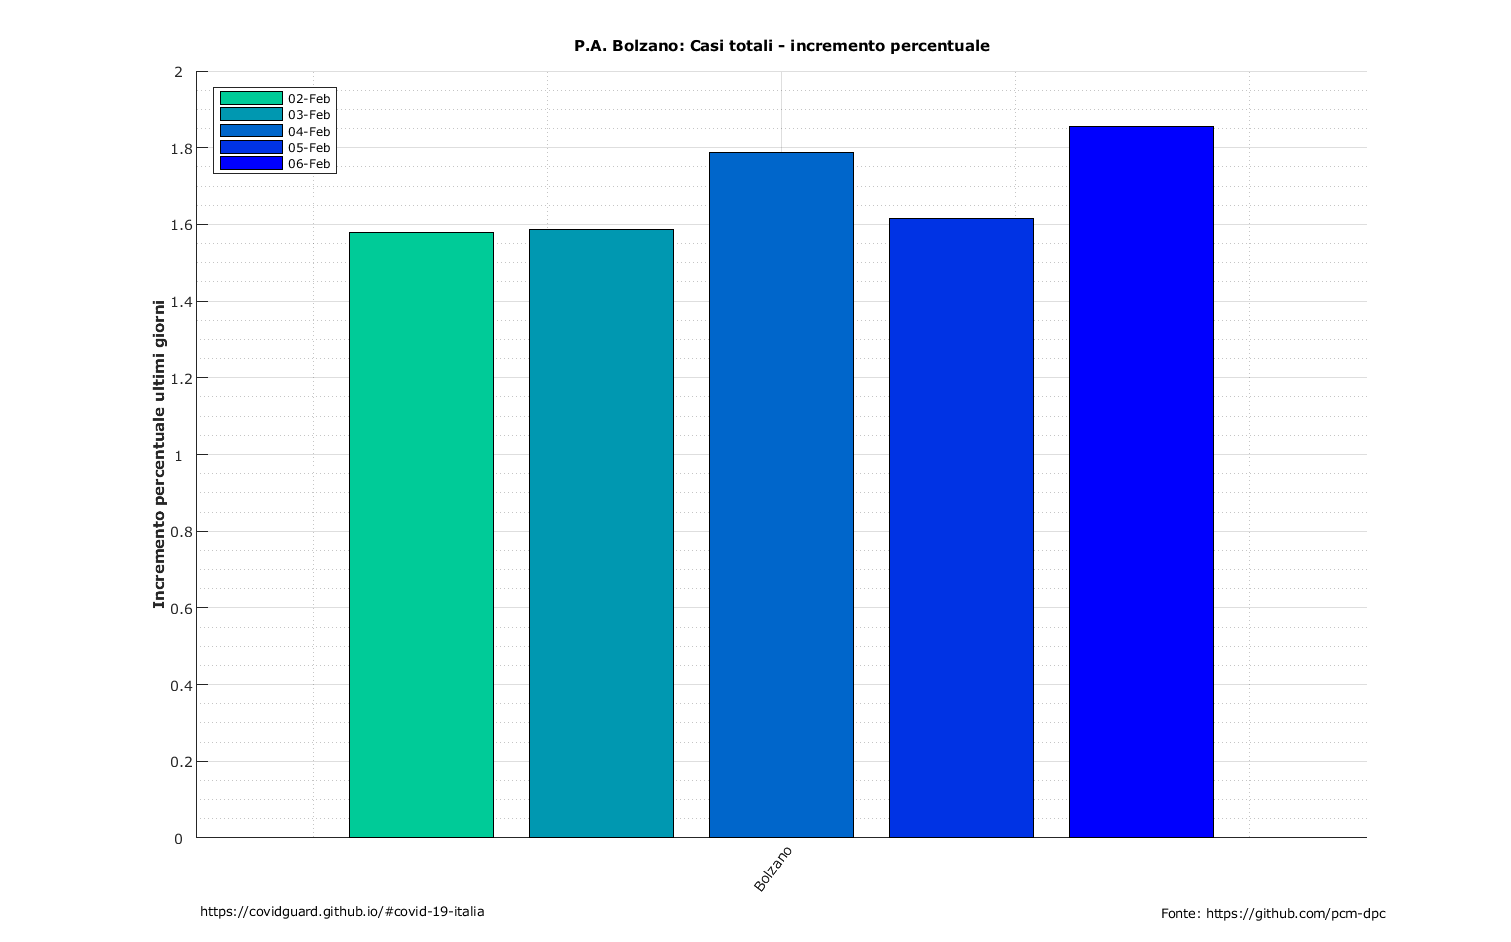 P.A. Bolzano: Casi totali - incremento percentuale
02-Feb
03-Feb
04-Feb
05-Feb
06-Feb
Incremento percentuale ultimi giorni
2
1.8
1.6
1.4
1.2
1
0.8
0.6
0.4
0.2
0
Bolzano
https://covidguard.github.io/#covid-19-italia
Fonte: https://github.com/pcm-dpc